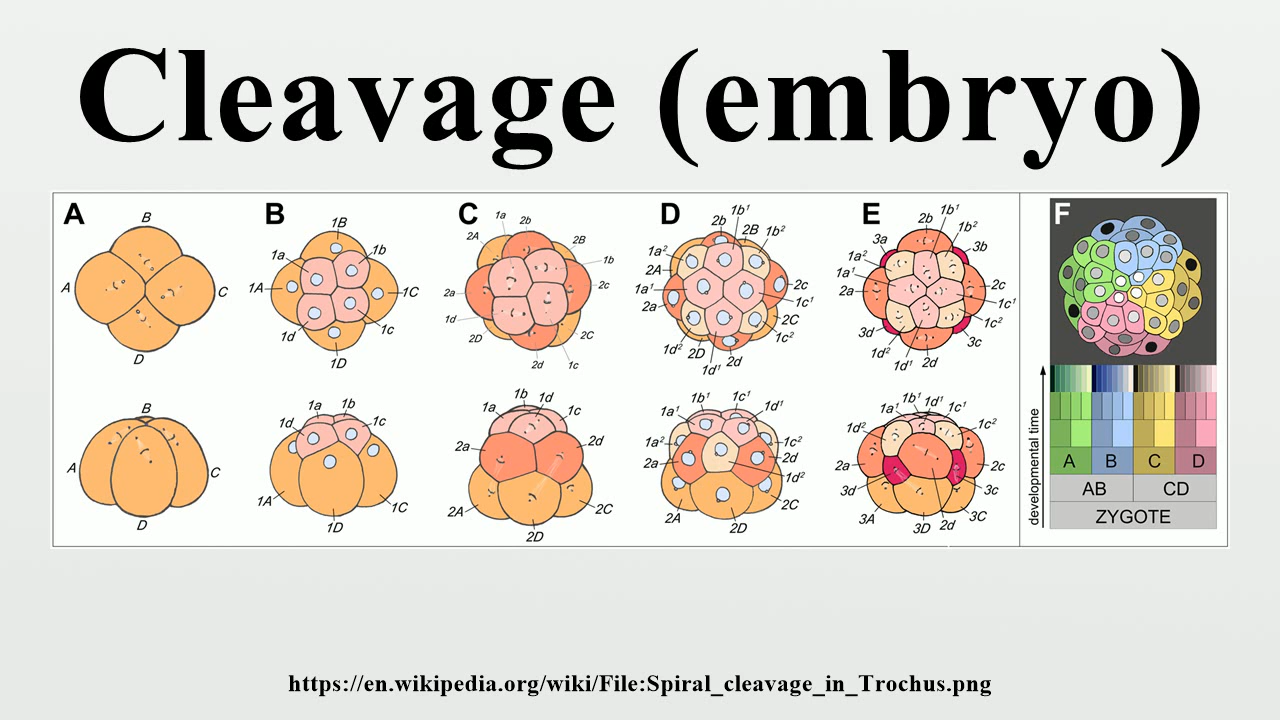 Cleavage (embryo)
A
B
A
C
D
B
1B
1a
1b
1A
1C
1d
1c
1D
C
1a
2b
2A
2B
1b
2a
2c
1d
2D
2C
2d
1c
D
1b¹
2b
2B
1b²
1a²
2A
1a¹
2a
2c
1c¹
2C
1c²
1d²
2D
1d¹
2d
E
2b
1b¹
1b²
3a
3b
1a²
1a¹
2a
2c
1c¹
1c²
3d
3c
1d²
1d¹
2d
B
A
C
D
1a
1b
1d
1c
1A
1C
1D
1b
1d
1a
1c
2a
2d
2A
2C
2D
1b¹
1c¹
1a¹
1d¹
1a²
1c²
2a
2d
1d²
2A
2C
2D
1b¹
1d¹
1a¹
1c¹
1d²
1c²
2a
2c
3d
3c
3A
3D
2d
3C
F
developmental time
A B C D
AB CD
ZYGOTE
https://en.wikipedia.org/wiki/File:Spiral_cleavage_in_Trochus.png